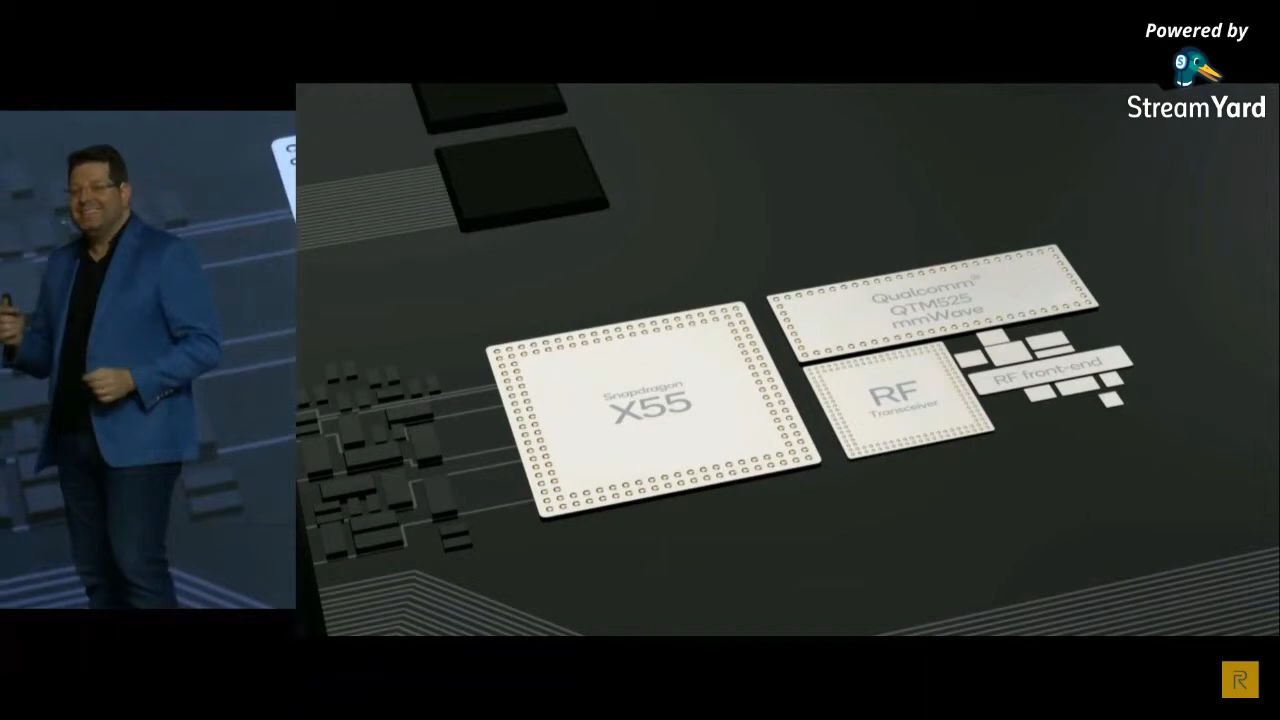 Powered by
StreamYard
Qualcomm®
QTM525
mmWave
Snapdragon
X55
RF
Transceiver
RF front-end
R